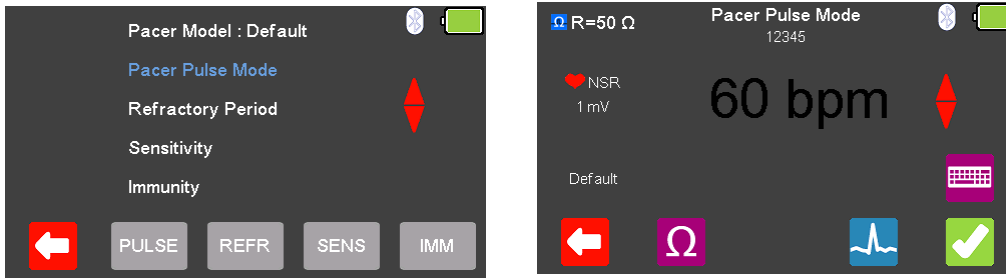 Pacer Model : Default
Pacer Pulse Mode
Refractory Period
Sensitivity
Immunity
PULSE REFR SENS IMM
Ω R=50 Ω
Pacer Pulse Mode
12345
NSR
1 mV
60 bpm
Default
Ω